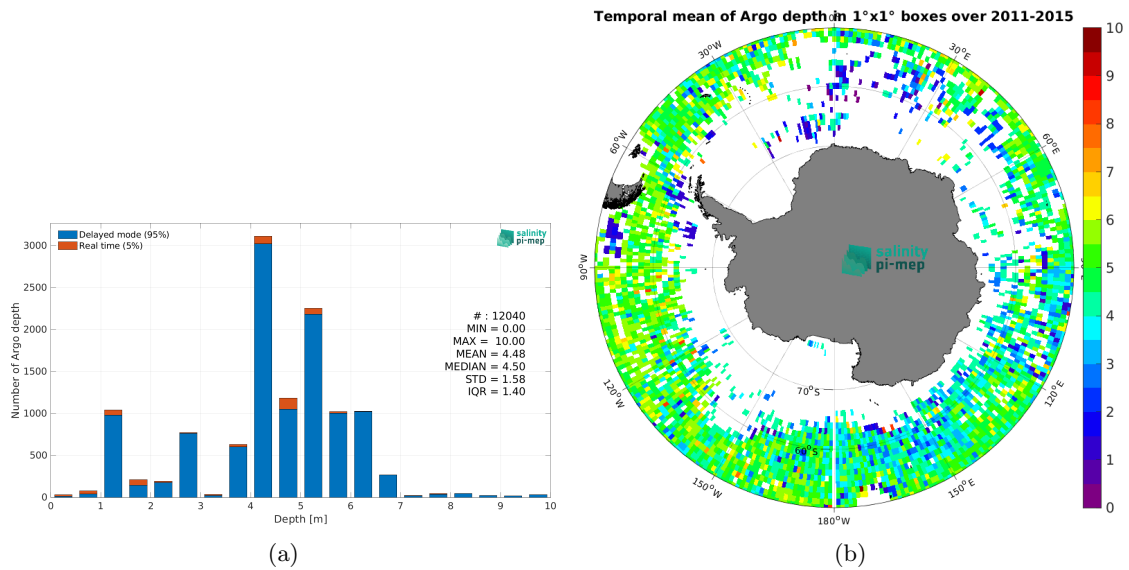 Delayed mode (95%)
Real time (5%)
salinity
pi-mep
# : 12040
MIN = 0.00
MAX = 10.00
MEAN = 4.48
MEDIAN = 4.50
STD = 1.58
IQR = 1.40
Number of Argo depth
3000
2500
2000
1500
1000
500
0
0 1 2 3 4 5 6 7 8 9 10
Depth [m]
(a)
Temporal mean of Argo depth in 1°x1° boxes over 2011-2015
30°W
30°E
60°W
60°E
90°W
salinity
pi-mep
120°W
120°E
70°S
60°S
150°W
150°E
180°W
10
9
8
7
6
5
4
3
2
1
0
(b)